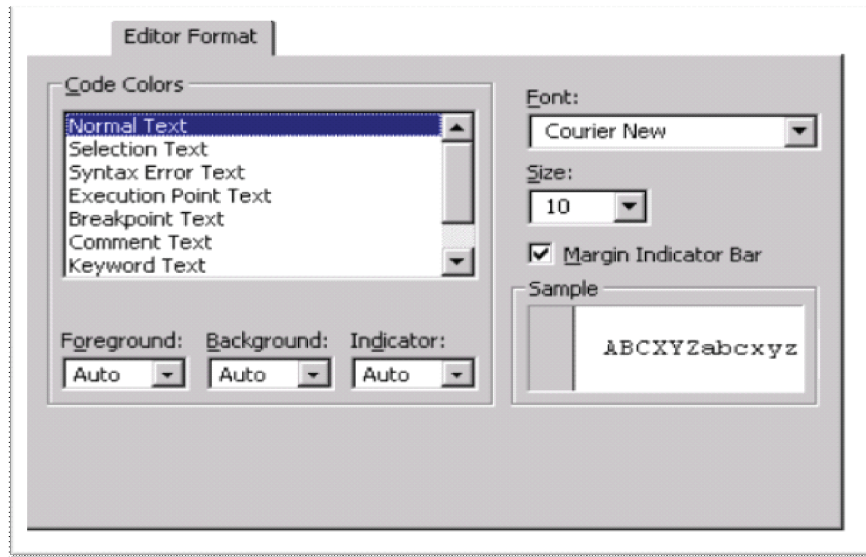 Editor Format
Code Colors
Normal Text
Selection Text
Syntax Error Text
Execution Point Text
Breakpoint Text
Comment Text
Keyword Text
Foreground: Background: Indicator:
Auto Auto Auto
Font:
Courier New
Size:
10
Margin Indicator Bar
Sample
ABCXYZabcxyz